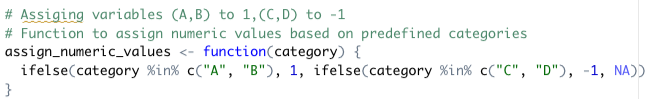 # Assiging variables (A,B) to 1,(C,D) to -1
# Function to assign numeric values based on predefined categories
assign_numeric_values <- function(category) {
  ifelse(category %in% c("A", "B"), 1, ifelse(category %in% c("C", "D"), -1, NA))
}